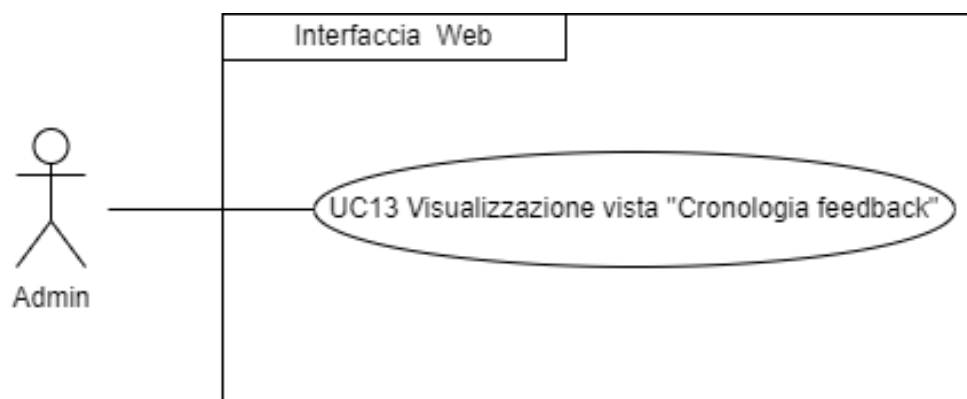 Interfaccia Web
UC13 Visualizzazione vista "Cronologia feedback"
Admin